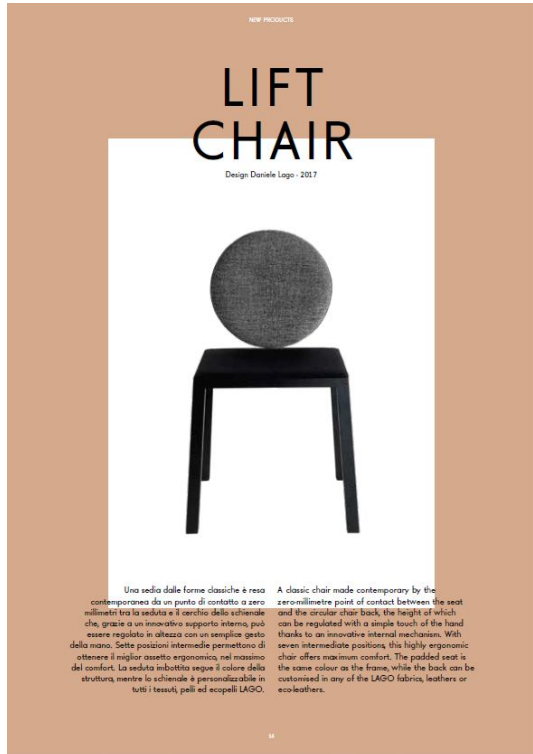 NEW PRODUCTS
LIFT
CHAIR
Design Daniele Lago - 2017
Una sedia dalle forme classiche è resa
contemporanea da un punto di contatto a zero
millimetri tra la seduta e il cerchio dello schienale
che, grazie a un innovativo supporto interno, può
essere regolato in altezza con un semplice gesto
della mano. Sette posizioni intermedie permettono di
ottenere il miglior assetto ergonomico, nel massimo
del comfort. La seduta imbottita segue il colore della
struttura, mentre lo schienale è personalizzabile in
tutti i tessuti, pelli ed ecopelli LAGO.
A classic chair made contemporary by the
zero-millimetre point of contact between the seat
and the circular chair back, the height of which
can be regulated with a simple touch of the hand
thanks to an innovative internal mechanism. With
seven intermediate positions, this highly ergonomic
chair offers maximum comfort. The padded seat is
the same colour as the frame, while the back can be
customised in any of the LAGO fabrics, leathers or
eco-leathers.